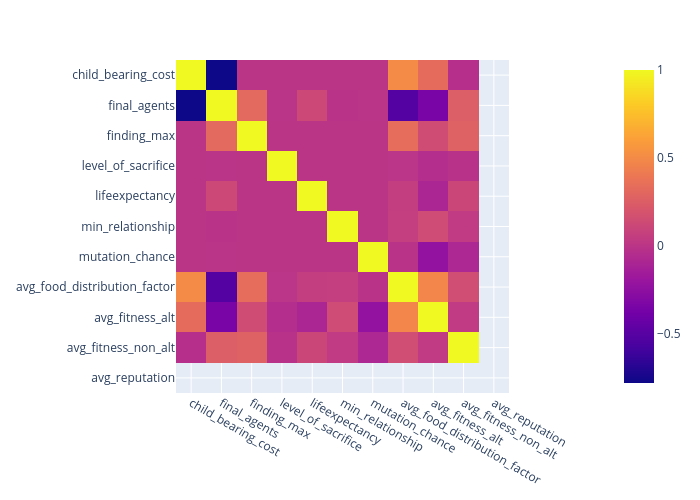 child_bearing_cost
final_agents
finding_max
level_of_sacrifice
lifeexpectancy
min_relationship
mutation_chance
avg_food_distribution_factor
avg_fitness_alt
avg_fitness_non_alt
avg_reputation
child_bearing_cost
final_agents
finding_max
level_of_sacrifice
lifeexpectancy
min_relationship
mutation_chance
avg_food_distribution_factor
avg_fitness_alt
avg_fitness_non_alt
avg_reputation
1
0.5
0
−0.5